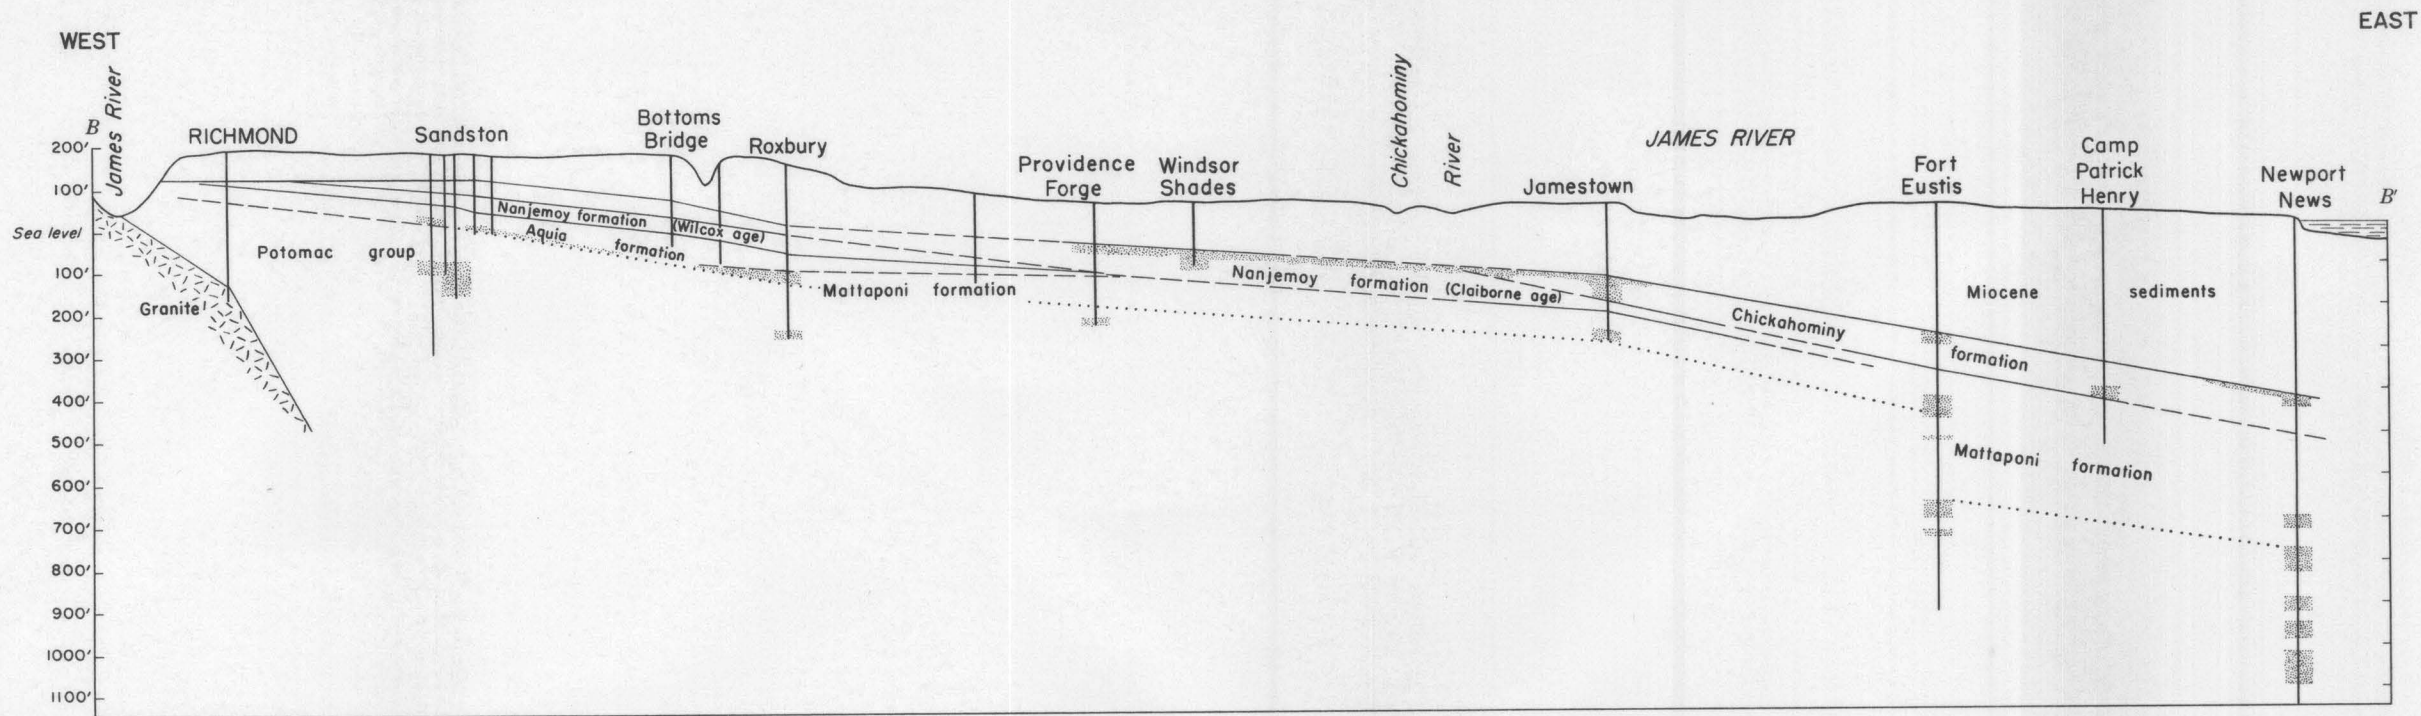 WEST
EAST
James River
B
RICHMOND
Sandston
Bottoms
Bridge
Roxbury
Providence
Forge
Windsor
Shades
Chickahominy
River
Jamestown
JAMES RIVER
Fort
Eustis
Camp
Patrick
Henry
Newport
News
B'
200'
100'
Sea level
100'
200'
300'
400'
500'
600'
700'
800'
900'
1000'
1100'
Granite
Potomac group
Nanjemoy formation (Wilcox age)
Aquia formation
Mattaponi formation
Nanjemoy formation (Claiborne age)
Chickahominy
formation
Miocene sediments
Mattaponi formation